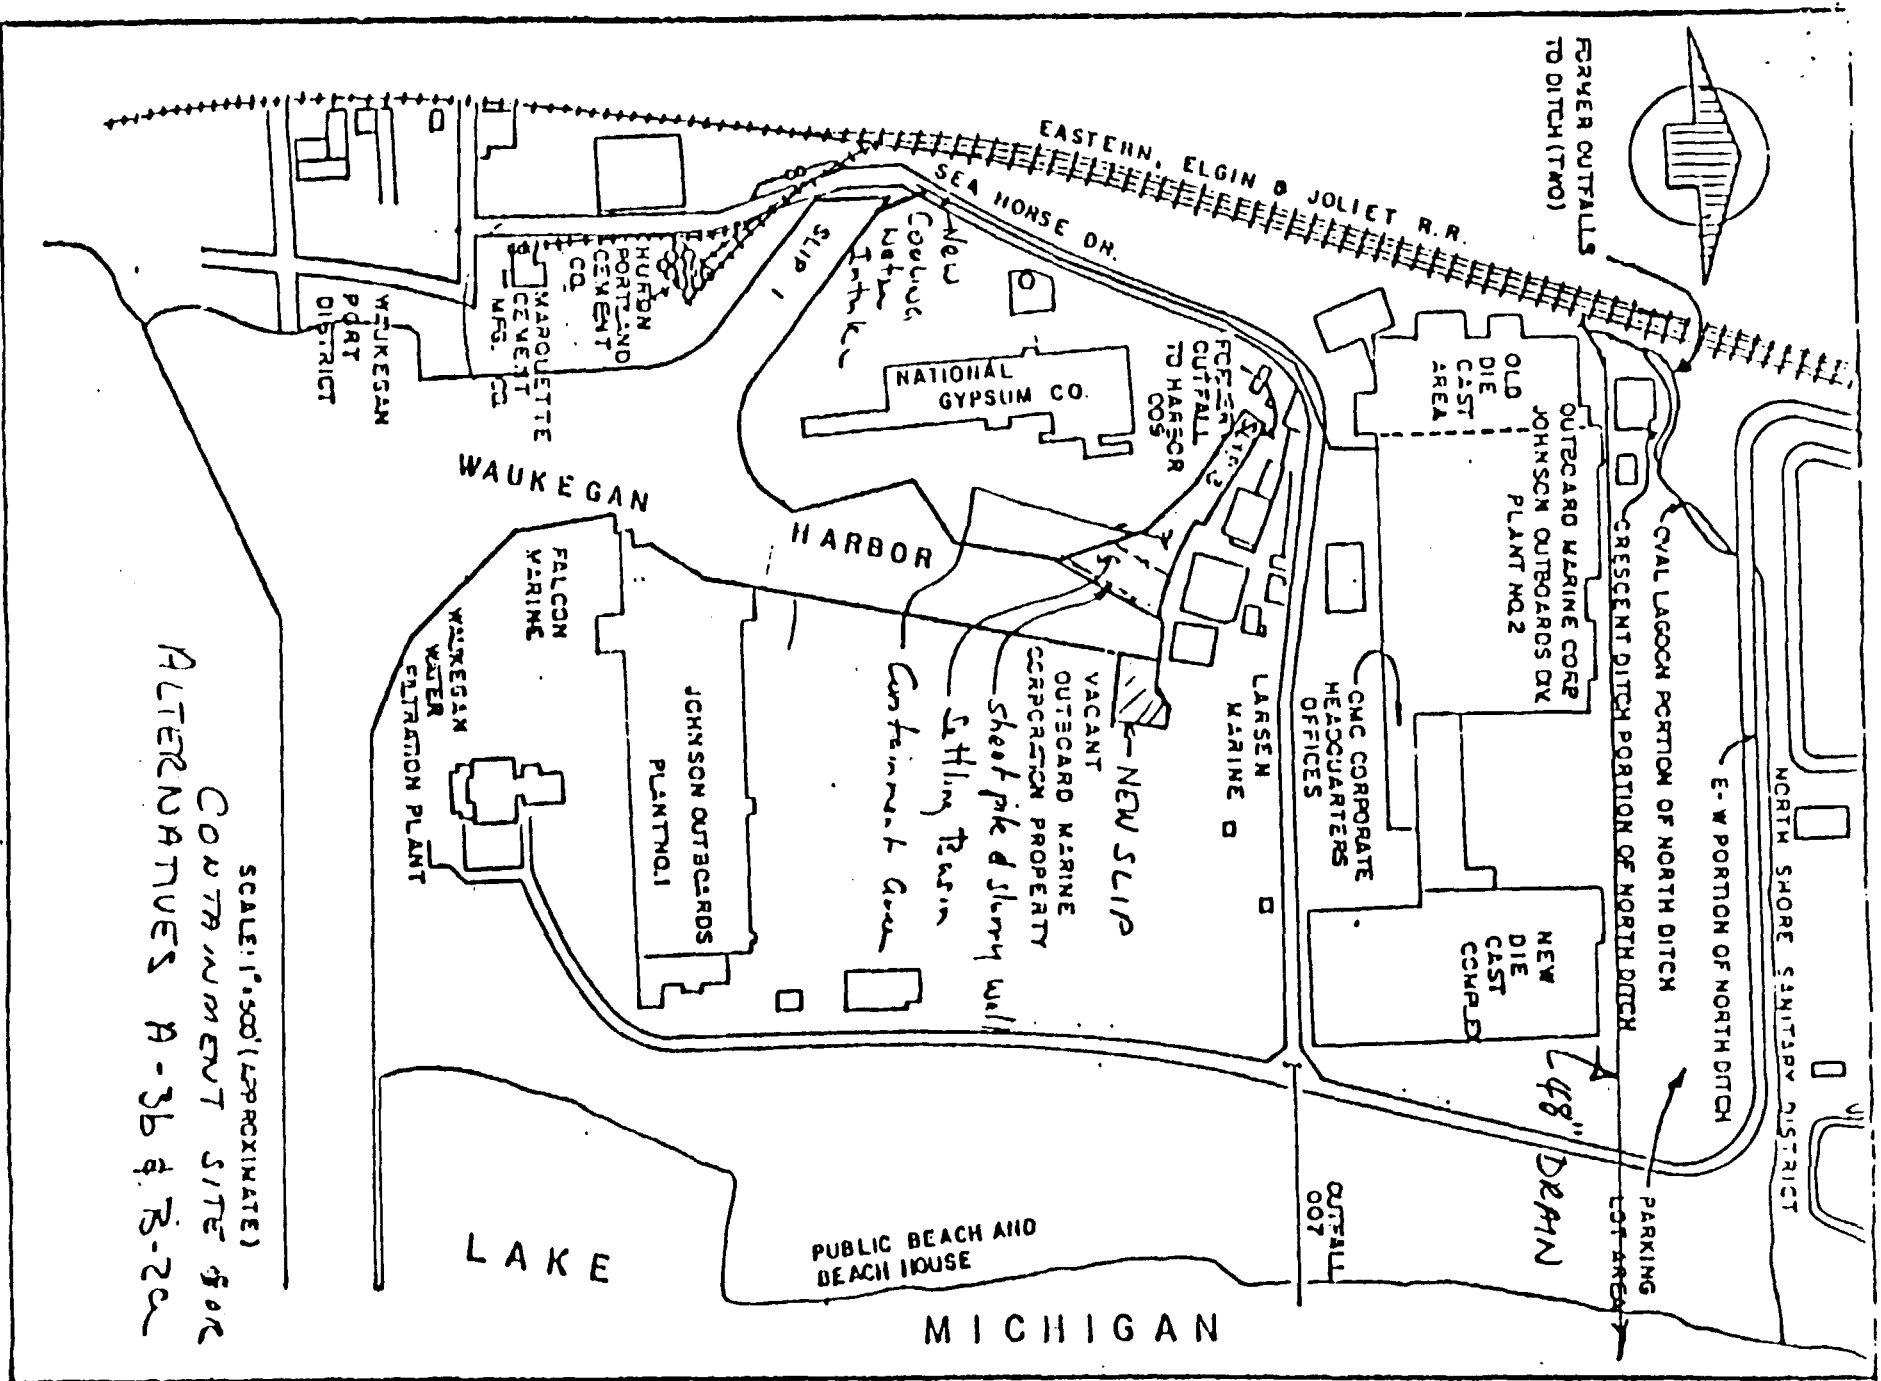 FORMER OUTFALLS
TO DITCH (TWO)
EASTERN, ELGIN & JOLIET R.R.
SEA HORSE DR.
SLIP 1
New
Cooling
Water
Intake
HURON
PORTLAND
CEMENT
CO.
MARQUETTE
CEMENT
MFG. CO
WAUKEGAN
PORT
DISTRICT
NATIONAL
GYPSUM CO.
FORMER
OUTFALL
TO HARBOR
OLD
DIE
CAST
AREA
OUTBOARD MARINE CORP
JOHNSON OUTBOARDS DIV.
PLANT NO. 2
CRESCENT DITCH PORTION OF NORTH DITCH
OVAL LAGOON PORTION OF NORTH DITCH
E-W PORTION OF NORTH DITCH
NORTH SHORE SANITARY DISTRICT
WAUKEGAN
HARBOR
FALCON
MARINE
WAUKEGAN
WATER
FILTRATION PLANT
JOHNSON OUTBOARDS
PLANT NO. 1
Containment Area
Settling Basin
Sheet pile & slurry wall
VACANT
OUTBOARD MARINE
CORPORATION PROPERTY
NEW SLIP
LARSEN
MARINE
OMC CORPORATE
HEADQUARTERS
OFFICES
NEW
DIE
CAST
COMPLEX
48" DRAIN
PARKING
LOT AREA
OUTFALL
007
PUBLIC BEACH AND
BEACH HOUSE
LAKE
MICHIGAN
SCALE: 1"=500' (APPROXIMATE)
CONTAINMENT SITE FOR
ALTERNATIVES A-3b & B-2a